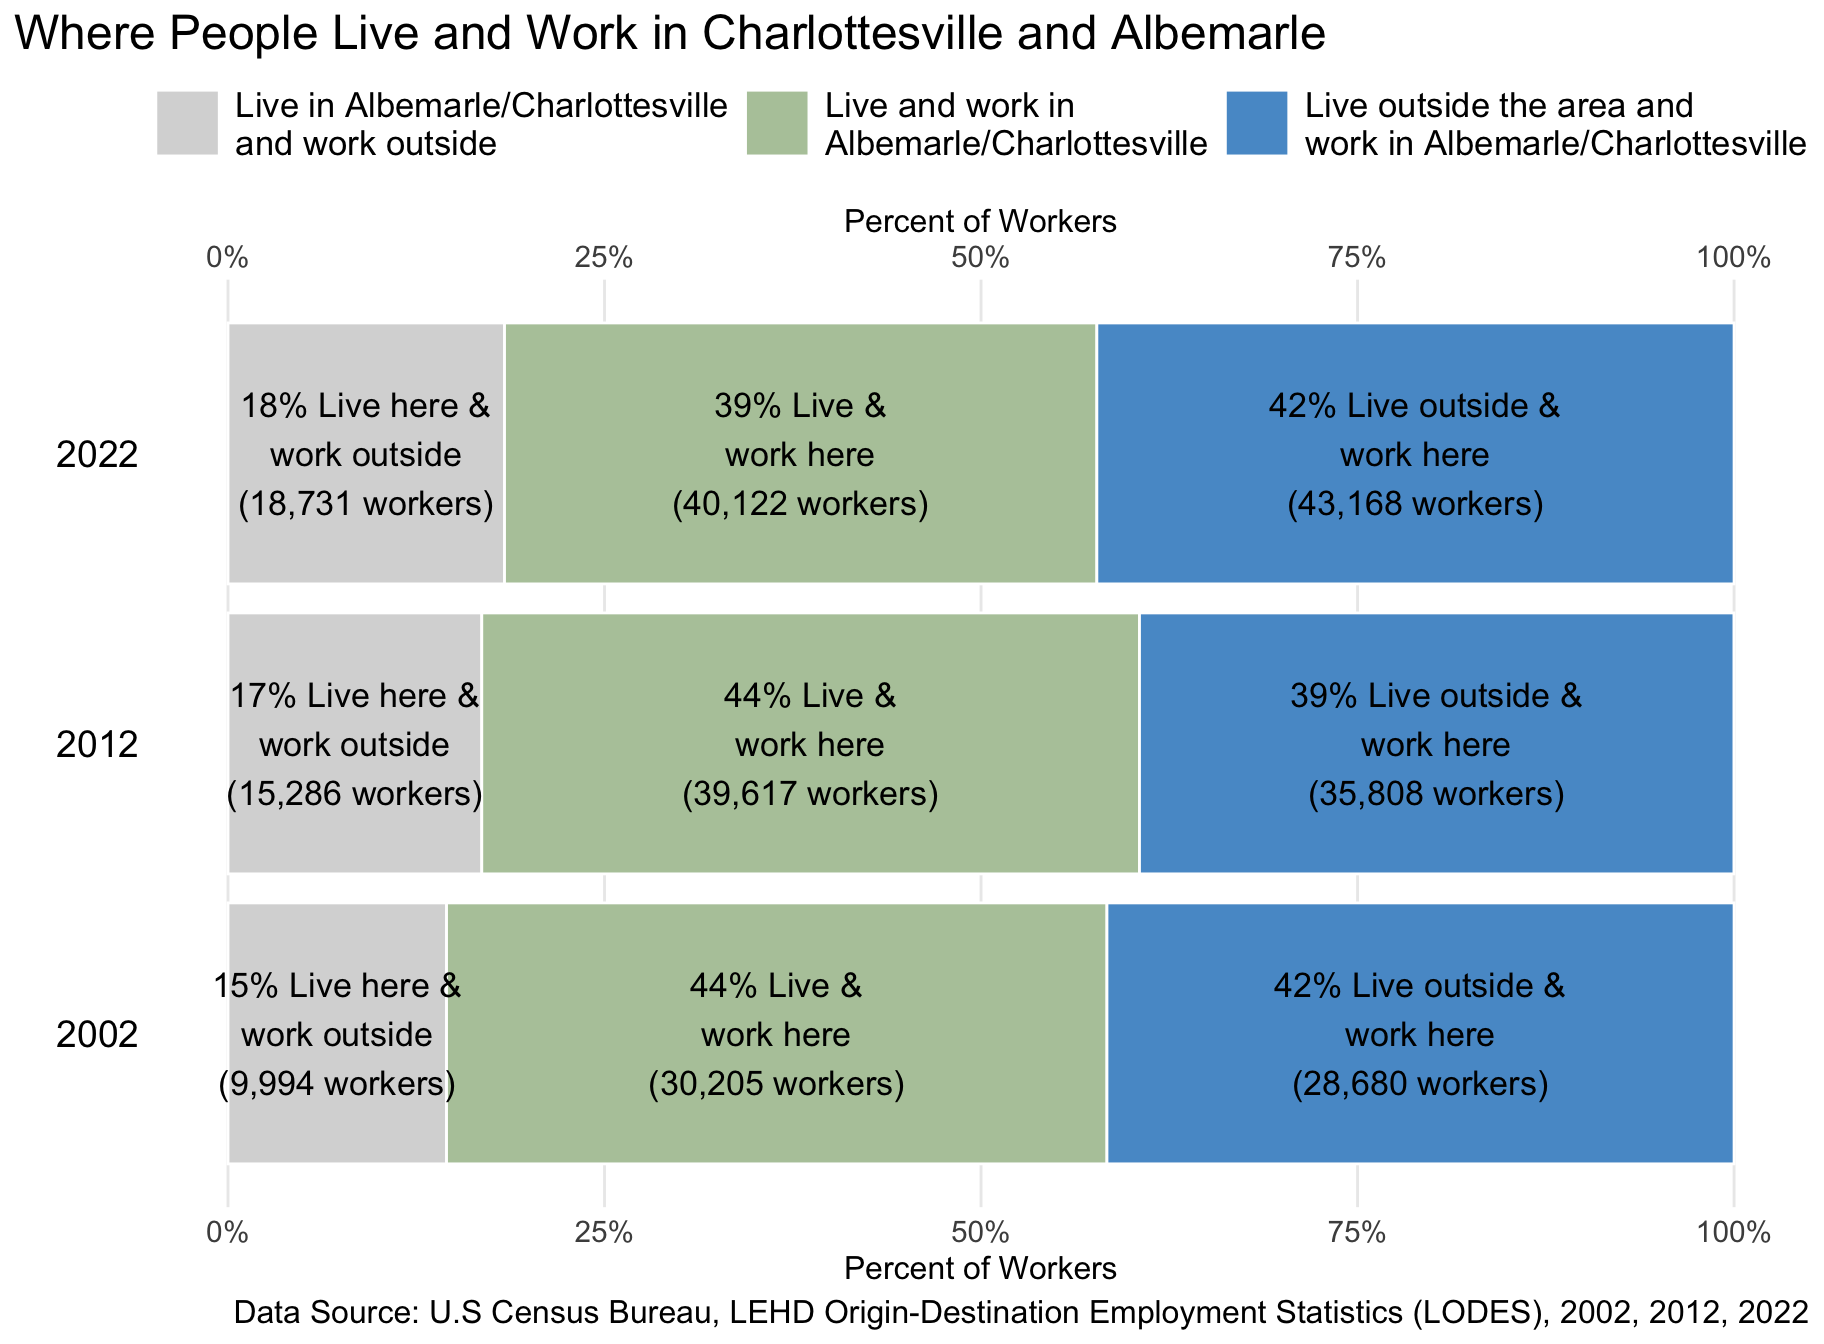 Where People Live and Work in Charlottesville and Albemarle
Live in Albemarle/Charlottesville
and work outside
Live and work in
Albemarle/Charlottesville
Live outside the area and
work in Albemarle/Charlottesville
Percent of Workers
0% 25% 50% 75% 100%
2022
18% Live here &
work outside
(18,731 workers)
39% Live &
work here
(40,122 workers)
42% Live outside &
work here
(43,168 workers)
2012
17% Live here &
work outside
(15,286 workers)
44% Live &
work here
(39,617 workers)
39% Live outside &
work here
(35,808 workers)
2002
15% Live here &
work outside
(9,994 workers)
44% Live &
work here
(30,205 workers)
42% Live outside &
work here
(28,680 workers)
0% 25% 50% 75% 100%
Percent of Workers
Data Source: U.S Census Bureau, LEHD Origin-Destination Employment Statistics (LODES), 2002, 2012, 2022